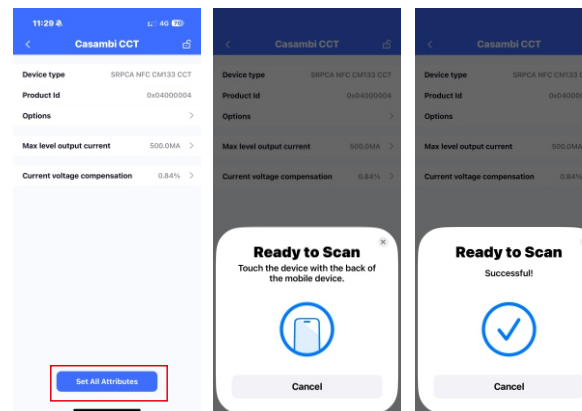 11:29
4G 70
Casambi CCT
Device type SRPCA NFC CM133 CCT
Product Id 0x04000004
Options
Max level output current 500.0MA
Current voltage compensation 0.84%
Set All Attributes
Casambi CCT
Device type SRPCA NFC CM133 CCT
Product Id 0x04000004
Options
Max level output current 500.0MA
Current voltage compensation 0.84%
Ready to Scan
Touch the device with the back of
the mobile device.
Cancel
Casambi CCT
Device type SRPCA NFC CM133 C
Product Id 0x040000
Options
Max level output current 500.0MA
Current voltage compensation 0.84%
Ready to Scan
Successful!
Cancel